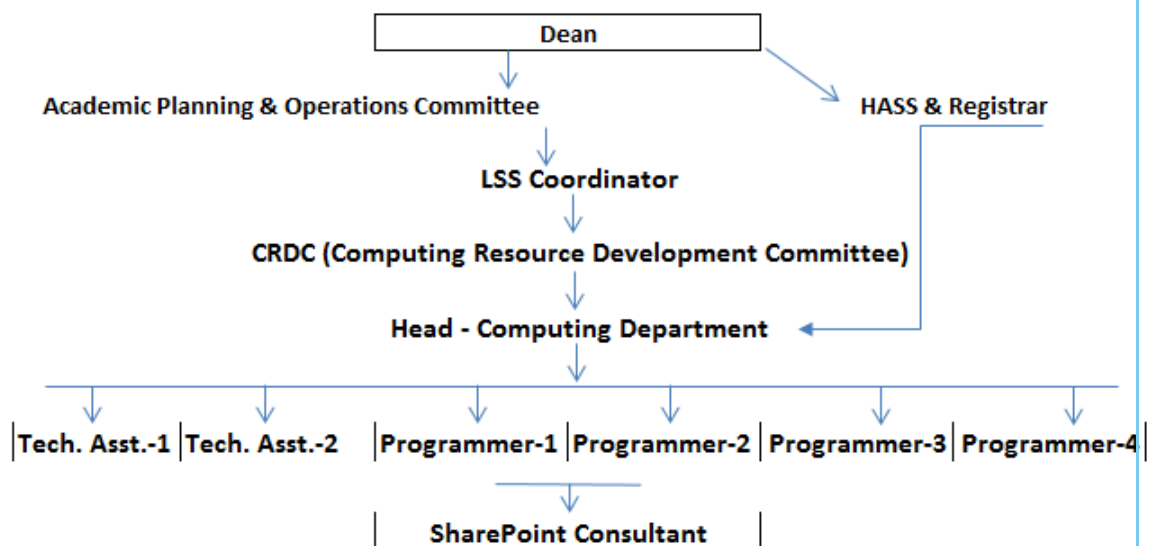 Dean
Academic Planning & Operations Committee HASS & Registrar
LSS Coordinator
CRDC (Computing Resource Development Committee)
Head - Computing Department
Tech. Asst.-1 Tech. Asst.-2 Programmer-1 Programmer-2 Programmer-3 Programmer-4
SharePoint Consultant